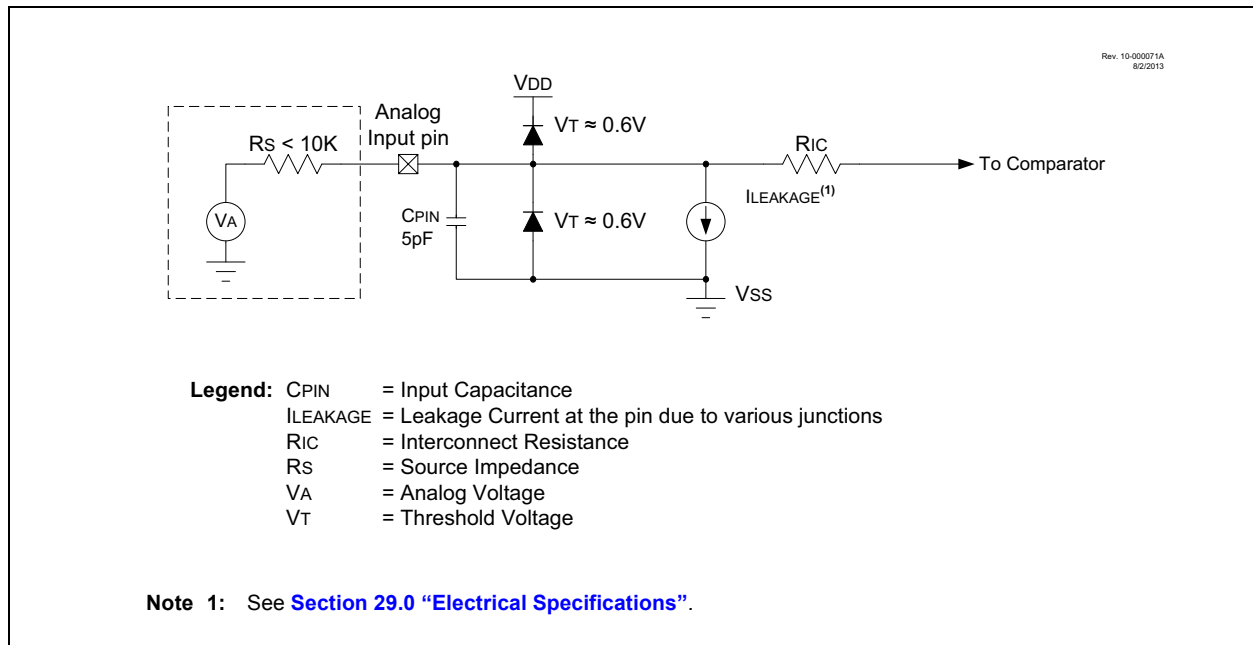 Rev. 10-000071A
8/2/2013
VDD
Analog
Input pin
VT ≈ 0.6V
RS < 10K
RIC
To Comparator
ILEAKAGE(1)
VA
CPIN
5pF
VT ≈ 0.6V
VSS
Legend: CPIN = Input Capacitance
ILEAKAGE = Leakage Current at the pin due to various junctions
RIC = Interconnect Resistance
RS = Source Impedance
VA = Analog Voltage
VT = Threshold Voltage
Note 1: See Section 29.0 “Electrical Specifications”.